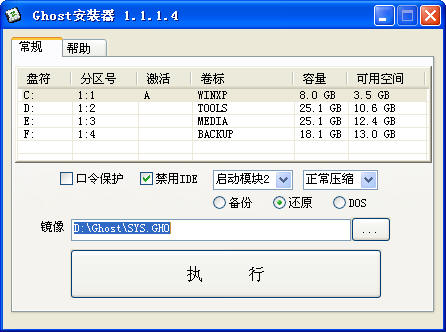 Ghost安装器 1.1.1.4
常规 帮助
盘符 分区号 激活 卷标 容量 可用空间
C: 1:1 A WINXP 8.0 GB 3.5 GB
D: 1:2 TOOLS 25.1 GB 10.6 GB
E: 1:3 MEDIA 25.1 GB 12.4 GB
F: 1:4 BACKUP 18.1 GB 13.0 GB
口令保护 禁用IDE 启动模块2 正常压缩
备份 还原 DOS
镜像 D:\Ghost\SYS.GHO ...
执 行